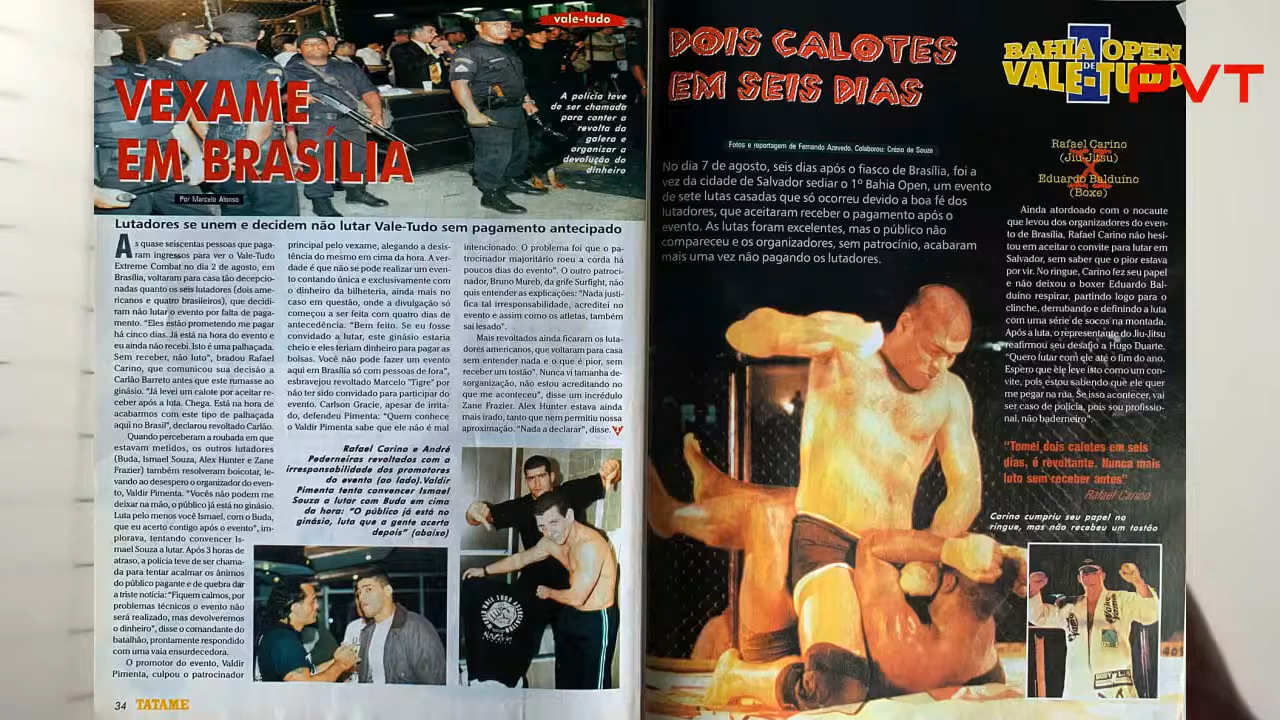 vale-tudo
VEXAME
EM BRASÍLIA
Por Marcelo Alonso
A polícia teve
de ser chamada
para conter a
revolta da
galera e
organizar a
devolução do
dinheiro
Lutadores se unem e decidem não lutar Vale-Tudo sem pagamento antecipado
As quase seiscentas pessoas que paga-
ram ingressos para ver o Vale-Tudo
Extreme Combat no dia 2 de agosto, em
Brasília, voltaram para casa tão decepcio-
nadas quanto os seis lutadores (dois ame-
ricanos e quatro brasileiros), que decidi-
ram não lutar o evento por falta de paga-
mento. "Eles estão prometendo me pagar
há cinco dias. Já está na hora do evento e
eu ainda não recebi. Isto é uma palhaçada.
Sem receber, não luto", bradou Rafael
Carino, que comunicou sua decisão a
Carlão Barreto antes que este rumasse ao
ginásio. "Já levei um calote por aceitar re-
ceber após a luta. Chega. Está na hora de
acabarmos com este tipo de palhaçada
aqui no Brasil", declarou revoltado Carlão.
Quando perceberam a roubada em que
estavam metidos, os outros lutadores
(Buda, Ismael Souza, Alex Hunter e Zane
Frazier) também resolveram boicotar, le-
vando ao desespero o organizador do even-
to, Valdir Pimenta. "Vocês não podem me
deixar na mão, o público já está no ginásio.
Luta pelo menos você Ismael, com o Buda,
que eu acerto contigo após o evento", im-
plorava, tentando convencer Is-
mael Souza a lutar. Após 3 horas de
atraso, a polícia teve de ser chama-
da para tentar acalmar os ânimos
do público pagante e de quebra dar
a triste notícia: "Fiquem calmos, por
problemas técnicos o evento não
será realizado, mas devolveremos
o dinheiro", disse o comandante do
batalhão, prontamente respondido
com uma vaia ensurdecedora.
O promotor do evento, Valdir
Pimenta, culpou o patrocinador
principal pelo vexame, alegando a desis-
tência do mesmo em cima da hora. A ver-
dade é que não se pode realizar um even-
to contando única e exclusivamente com
o dinheiro da bilheteria, ainda mais no
caso em questão, onde a divulgação só
começou a ser feita com quatro dias de
antecedência. "Bem feito. Se eu fosse
convidado a lutar, este ginásio estaria
cheio e eles teriam dinheiro para pagar as
bolsas. Você não pode fazer um evento
aqui em Brasília só com pessoas de fora",
esbravejou revoltado Marcelo "Tigre" por
não ter sido convidado para participar do
evento. Carlson Gracie, apesar de irrita-
do, defendeu Pimenta: "Quem conhece
o Valdir Pimenta sabe que ele não é mal
intencionado. O problema foi que o pa-
trocinador majoritário roeu a corda há
poucos dias do evento". O outro patroci-
nador, Bruno Mureb, da grife Surfight, não
quis entender as explicações: "Nada justi-
fica tal irresponsabilidade, acreditei no
evento e assim como os atletas, também
saí lesado".
Mais revoltados ainda ficaram os luta-
dores americanos, que voltaram para casa
sem entender nada e o que é pior, sem
receber um tostão". Nunca vi tamanha de-
sorganização, não estou acreditando no
que me aconteceu", disse um incrédulo
Zane Frazier. Alex Hunter estava ainda
mais irado, tanto que nem permitiu nossa
aproximação. "Nada a declarar", disse.
Rafael Carino e André
Pederneiras revoltados com a
irresponsabilidade dos promotores
do evento (ao lado).Valdir
Pimenta tenta convencer Ismael
Souza a lutar com Buda em cima
da hora: "O público já está no
ginásio, luta que a gente acerta
depois" (abaixo)
34 TATAME
DOIS CALOTES
EM SEIS DIAS
I
BAHIA OPEN
DE
VALE-TUDO
PVT
Fotos e reportagem de Fernando Azevedo. Colaborou: Crézio de Souza
No dia 7 de agosto, seis dias após o fiasco de Brasília, foi a
vez da cidade de Salvador sediar o 1º Bahia Open, um evento
de sete lutas casadas que só ocorreu devido a boa fé dos
lutadores, que aceitaram receber o pagamento após o
evento. As lutas foram excelentes, mas o público não
compareceu e os organizadores, sem patrocínio, acabaram
mais uma vez não pagando os lutadores.
Rafael Carino
(Jiu-Jitsu)
X
Eduardo Balduíno
(Boxe)
Ainda atordoado com o nocaute
que levou dos organizadores do even-
to de Brasília, Rafael Carino não hesi-
tou em aceitar o convite para lutar em
Salvador, sem saber que o pior estava
por vir. No ringue, Carino fez seu papel
e não deixou o boxer Eduardo Bal-
duíno respirar, partindo logo para o
clinche, derrubando e definindo a luta
com uma série de socos na montada.
Após a luta, o representante do Jiu-Jitsu
reafirmou seu desafio a Hugo Duarte.
"Quero lutar com ele até o fim do ano.
Espero que ele leve isto como um con-
vite, pois estou sabendo que ele quer
me pegar na rua. Se isso acontecer, vai
ser caso de polícia, pois sou profissio-
nal, não baderneiro".
"Tomei dois calotes em seis
dias, é revoltante. Nunca mais
luto sem receber antes"
Rafael Carino
Carino cumpriu seu papel no
ringue, mas não recebeu um tostão